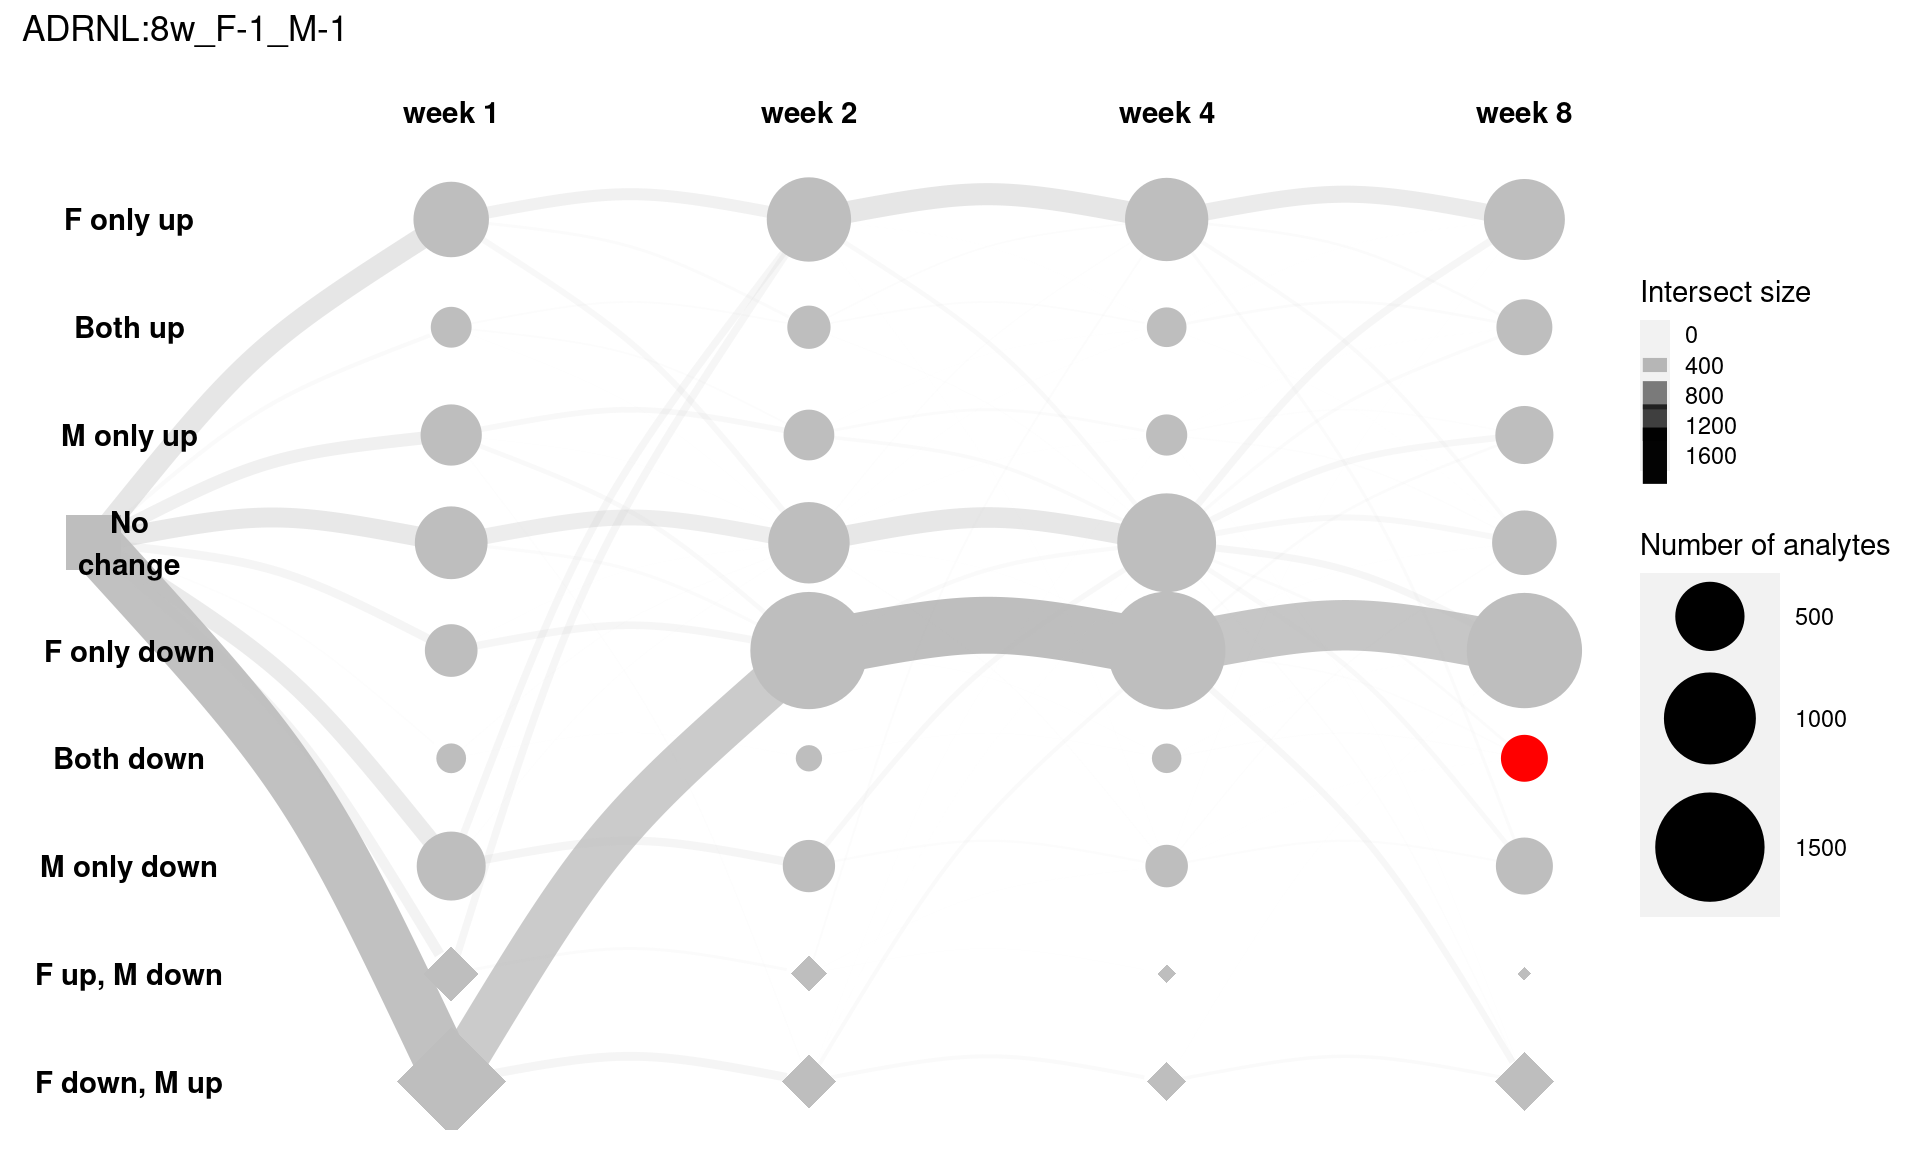 ADRNL:8w_F-1_M-1
week 1
week 2
week 4
week 8
F only up
Both up
M only up
No
change
F only down
Both down
M only down
F up, M down
F down, M up
Intersect size
0
400
800
1200
1600
Number of analytes
500
1000
1500